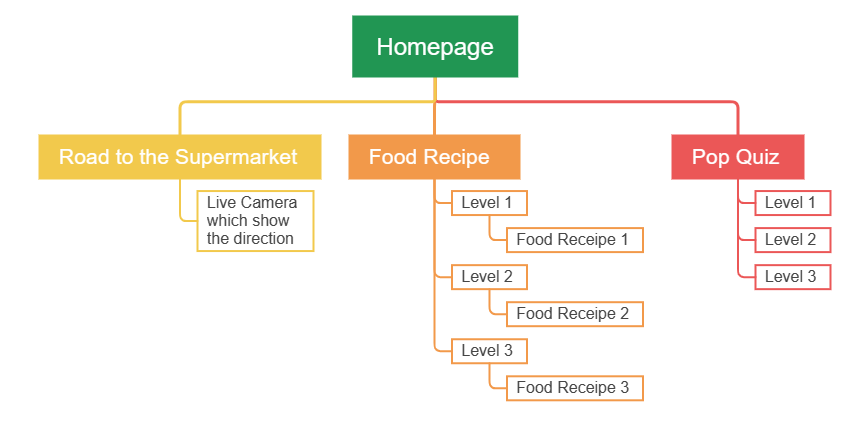 Homepage
Road to the Supermarket
Live Camera
which show
the direction
Food Recipe
Level 1
Food Receipe 1
Level 2
Food Receipe 2
Level 3
Food Receipe 3
Pop Quiz
Level 1
Level 2
Level 3